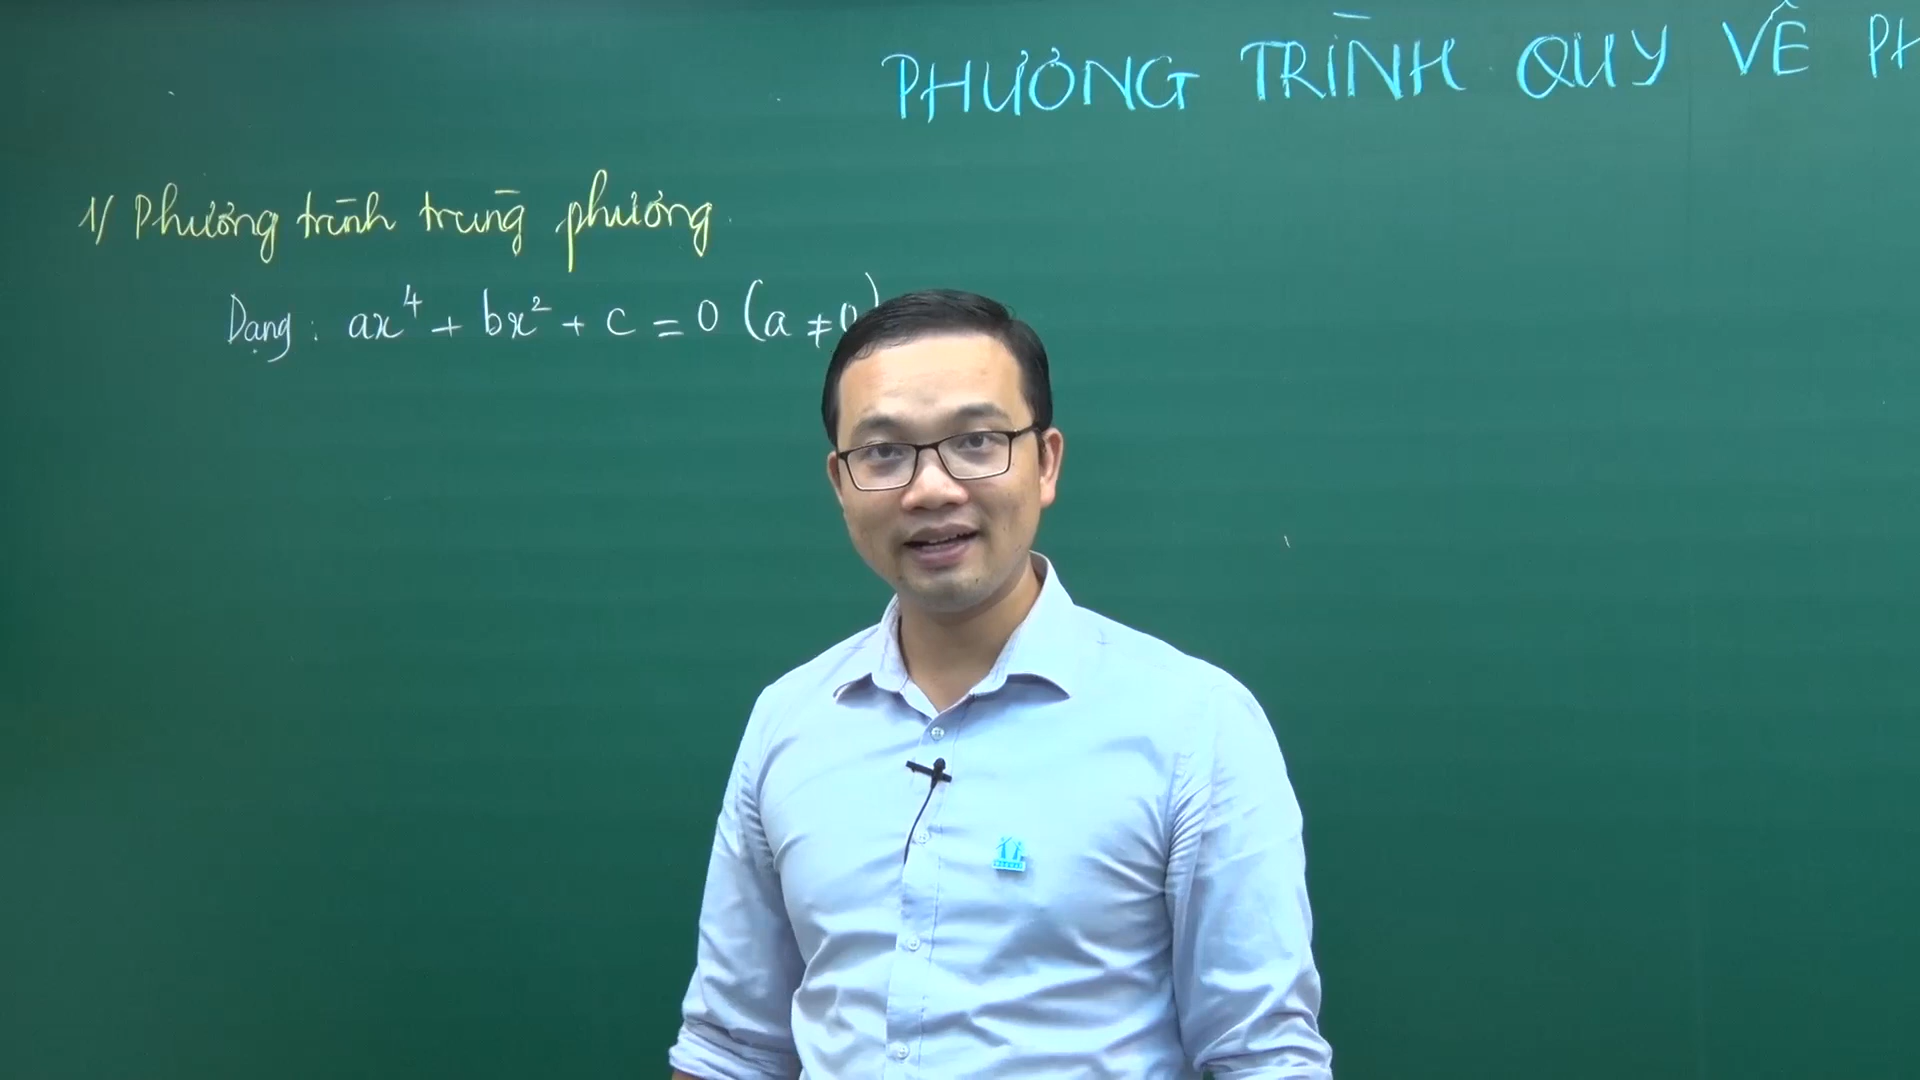 PHƯƠNG TRÌNH QUY VỀ PH
1/ Phương trình trùng phương
Dạng: ax⁴ + bx² + c = 0 (a ≠ 0)